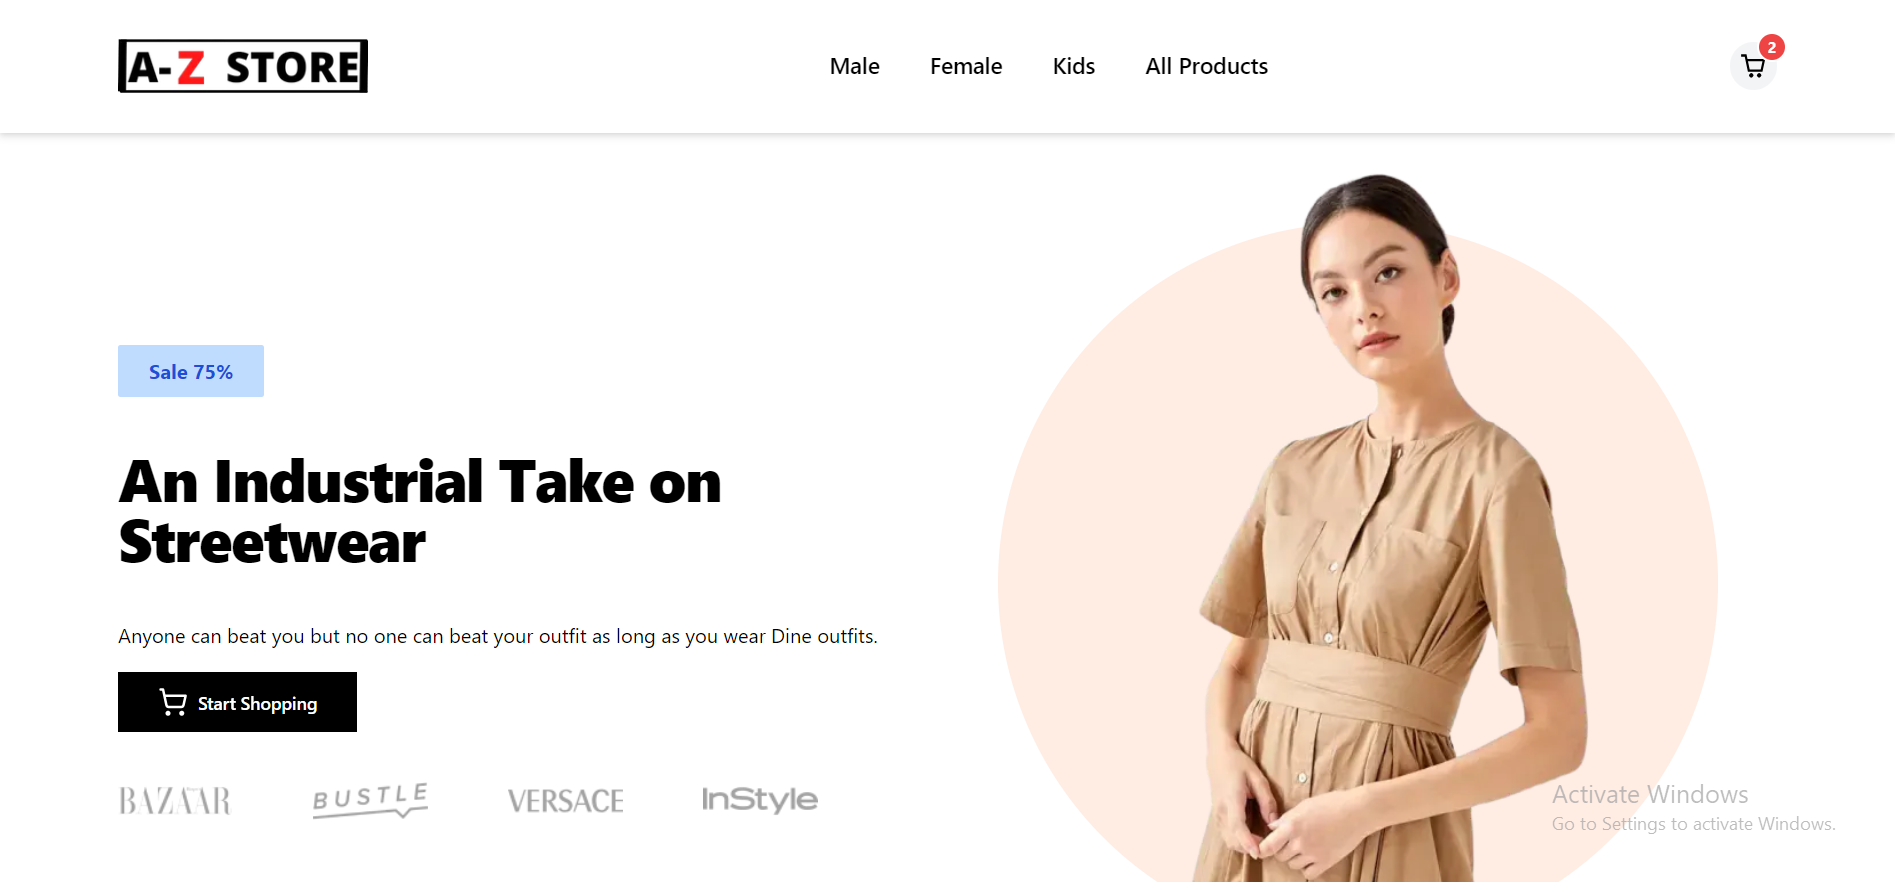 A-Z STORE
Male
Female
Kids
All Products
2
Sale 75%
An Industrial Take on
Streetwear
Anyone can beat you but no one can beat your outfit as long as you wear Dine outfits.
Start Shopping
BAZAAR
BUSTLE
VERSACE
InStyle
Activate Windows
Go to Settings to activate Windows.